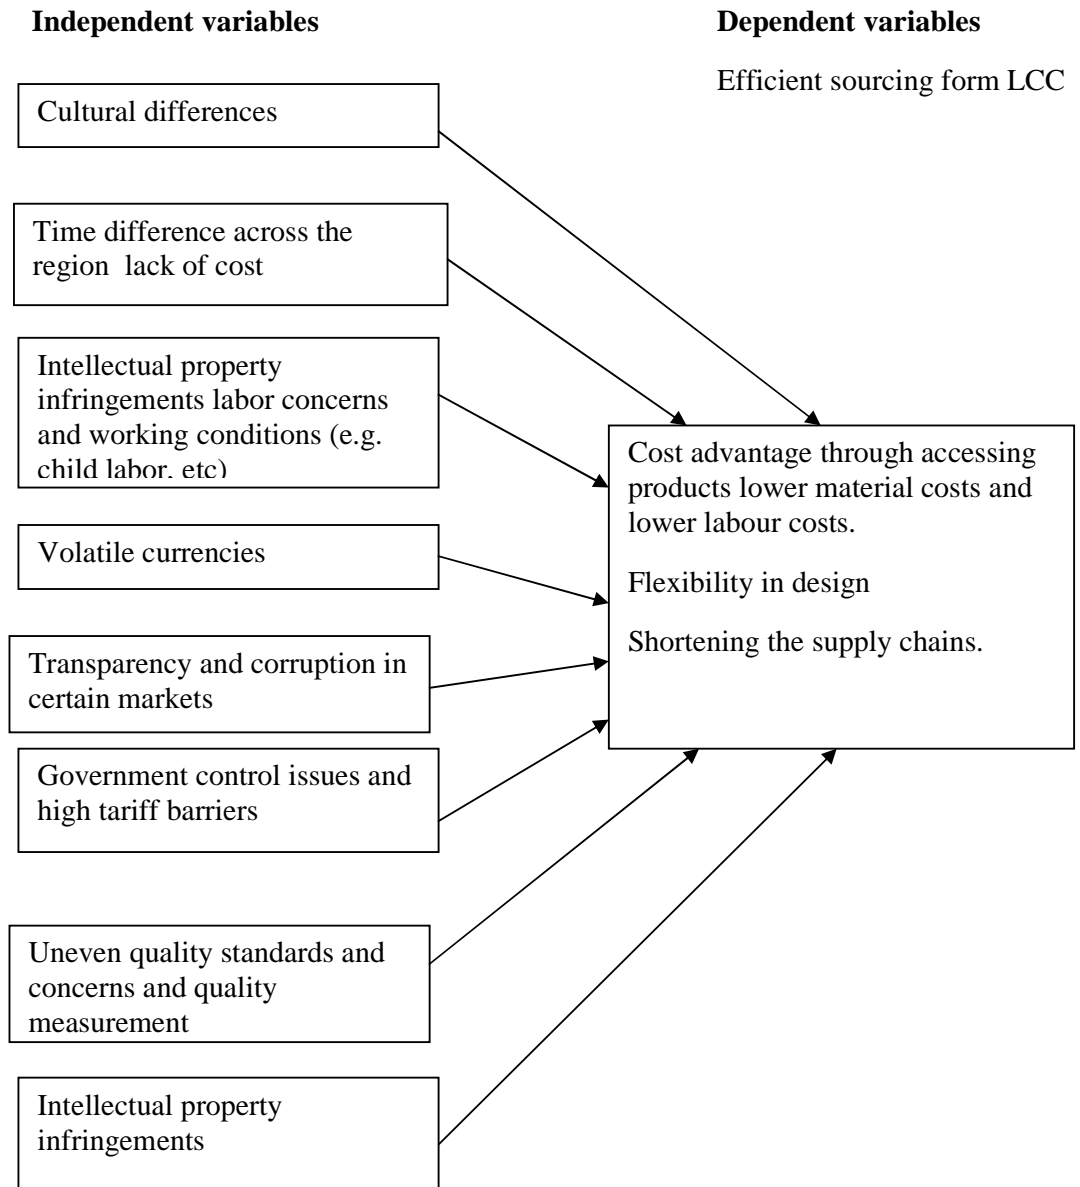 Independent variables
Dependent variables
Efficient sourcing form LCC
Cultural differences
Time difference across the
region  lack of cost
Intellectual property
infringements labor concerns
and working conditions (e.g.
child labor, etc)
Cost advantage through accessing
products lower material costs and
lower labour costs.
Flexibility in design
Shortening the supply chains.
Volatile currencies
Transparency and corruption in
certain markets
Government control issues and
high tariff barriers
Uneven quality standards and
concerns and quality
measurement
Intellectual property
infringements